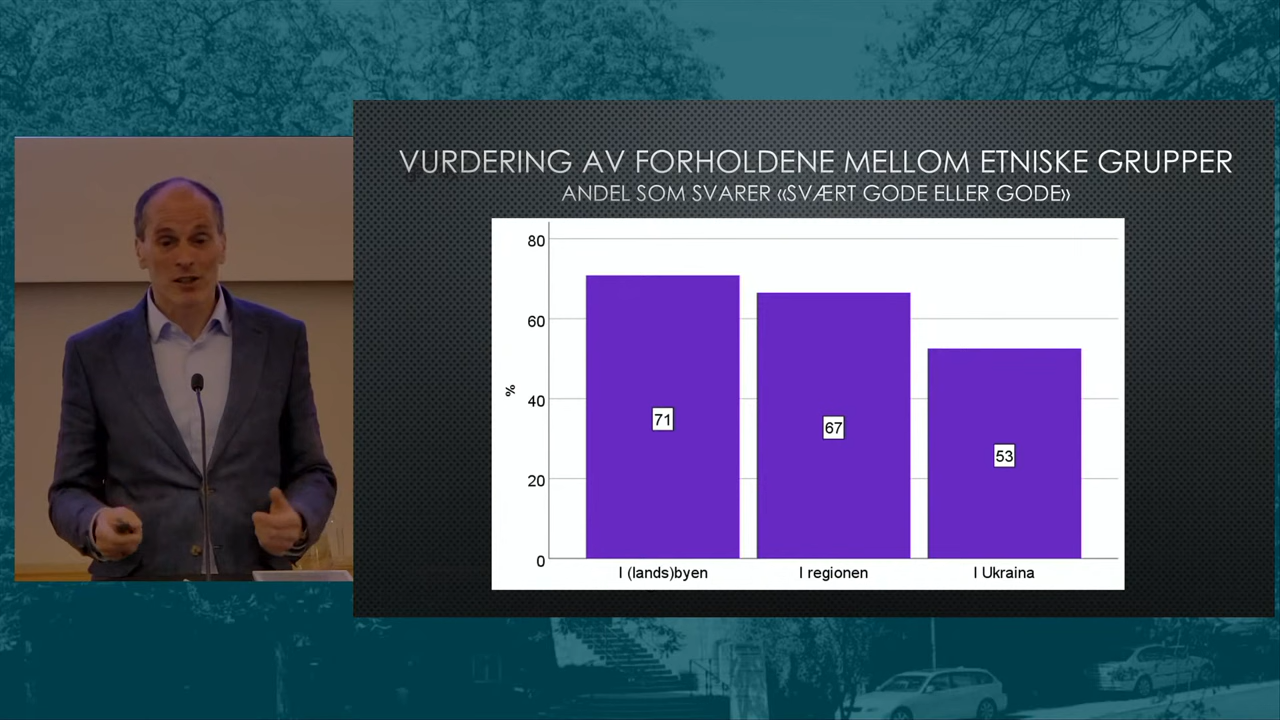 VURDERING AV FORHOLDENE MELLOM ETNISKE GRUPPER
ANDEL SOM SVARER «SVÆRT GODE ELLER GODE»
80
60
40
20
0
%
71
67
53
I (lands)byen
I regionen
I Ukraina